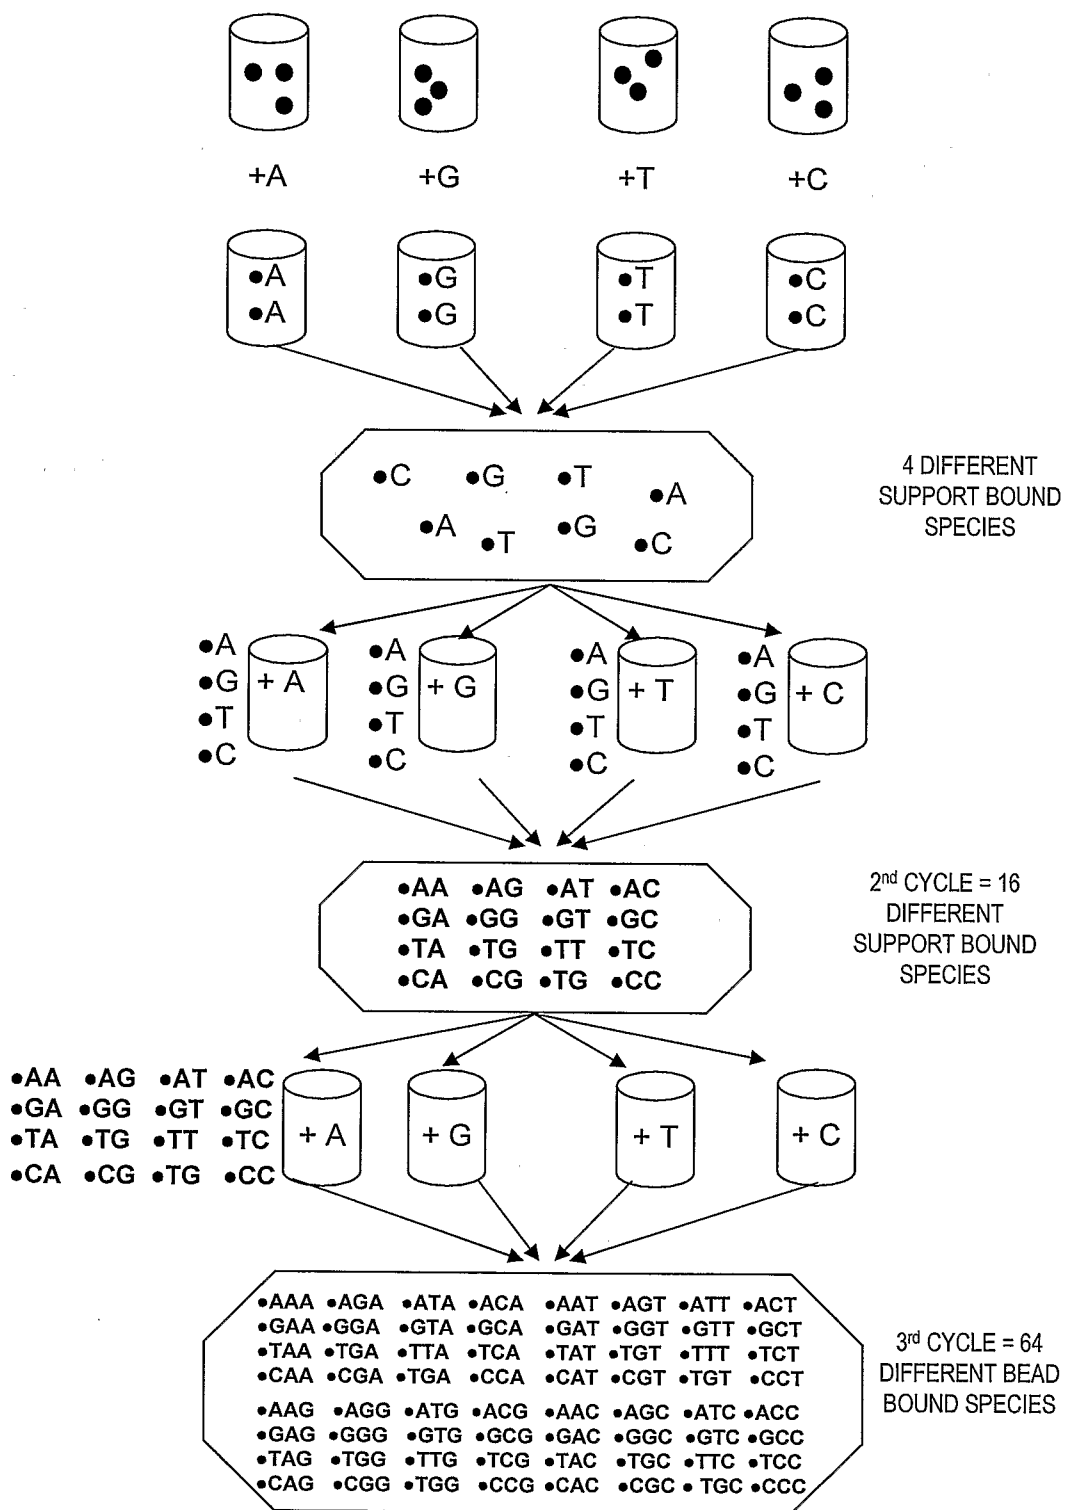 +A +G +T +C
●A ●G ●T ●C
●A ●G ●T ●C
●C ●G ●T ●A
●A ●T ●G ●C
4 DIFFERENT
SUPPORT BOUND
SPECIES
●A
●G
●T
●C
+ A
●A
●G
●T
●C
+ G
●A
●G
●T
●C
+ T
●A
●G
●T
●C
+ C
●AA ●AG ●AT ●AC
●GA ●GG ●GT ●GC
●TA ●TG ●TT ●TC
●CA ●CG ●TG ●CC
2nd CYCLE = 16
DIFFERENT
SUPPORT BOUND
SPECIES
●AA ●AG ●AT ●AC
●GA ●GG ●GT ●GC
●TA ●TG ●TT ●TC
●CA ●CG ●TG ●CC
+ A + G + T + C
●AAA ●AGA ●ATA ●ACA ●AAT ●AGT ●ATT ●ACT
●GAA ●GGA ●GTA ●GCA ●GAT ●GGT ●GTT ●GCT
●TAA ●TGA ●TTA ●TCA ●TAT ●TGT ●TTT ●TCT
●CAA ●CGA ●TGA ●CCA ●CAT ●CGT ●TGT ●CCT
●AAG ●AGG ●ATG ●ACG ●AAC ●AGC ●ATC ●ACC
●GAG ●GGG ●GTG ●GCG ●GAC ●GGC ●GTC ●GCC
●TAG ●TGG ●TTG ●TCG ●TAC ●TGC ●TTC ●TCC
●CAG ●CGG ●TGG ●CCG ●CAC ●CGC ●TGC ●CCC
3rd CYCLE = 64
DIFFERENT BEAD
BOUND SPECIES